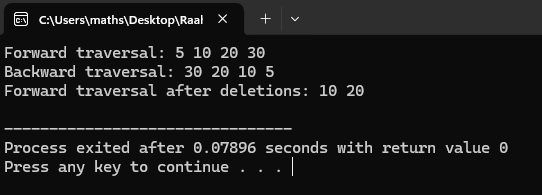 C:\Users\maths\Desktop\Raal
Forward traversal: 5 10 20 30
Backward traversal: 30 20 10 5
Forward traversal after deletions: 10 20
--------------------------------
Process exited after 0.07896 seconds with return value 0
Press any key to continue . . .